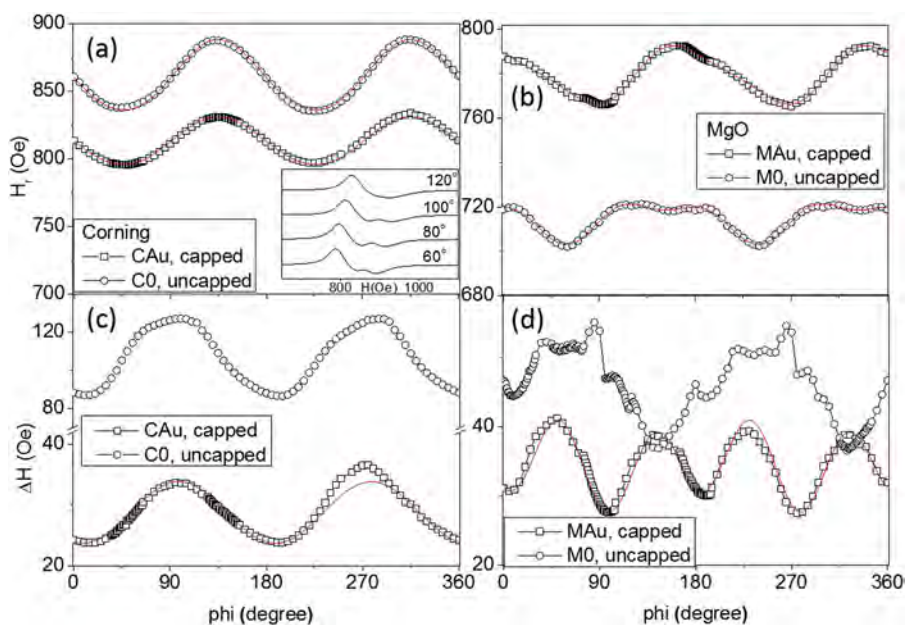 900
(a)
850
H_r (Oe)
800
750
700
Corning
CAu, capped
C0, uncapped
120°
100°
80°
60°
800 H(Oe) 1000
800
(b)
760
MgO
MAu, capped
M0, uncapped
720
680
(c)
120
80
CAu, capped
C0, uncapped
ΔH (Oe)
40
20
0 90 180 270 360
phi (degree)
(d)
40
MAu, capped
M0, uncapped
20
0 90 180 270 360
phi (degree)